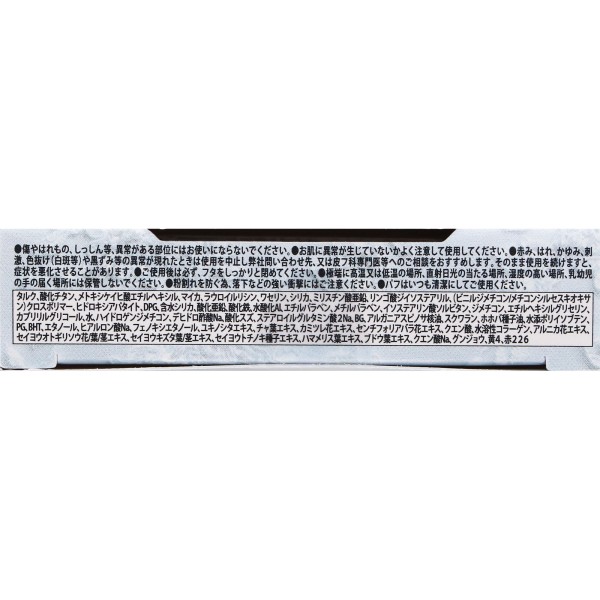 ●傷やはれもの、しっしん等、異常がある部位にはお使いにならないでください。●お肌に異常が生じていないかよく注意して使用してください。●赤み、はれ、かゆみ、刺
激、色抜け(白斑等)や黒ずみ等の異常が現れたときは使用を中止し弊社問い合わせ先、又は皮フ科専門医等へのご相談をおすすめします。そのまま使用を続けますと、
症状を悪化させることがあります。●ご使用後は必ず、フタをしっかりと閉めてください。●極端に高温又は低温の場所、直射日光の当たる場所、湿度の高い場所、乳幼児
の手の届く場所には保管しないでください。●粉割れを防ぐ為、落下などの強い衝撃にはご注意ください。●パフはいつも清潔にしてご使用ください。
タルク、酸化チタン、メトキシケイヒ酸エチルヘキシル、マイカ、ラウロイルリシン、ワセリン、シリカ、ミリスチン酸亜鉛、リンゴ酸ジイソステアリル、(ビニルジメチコン/メチコンシルセスキオキサ
ン)クロスポリマー、ヒドロキシアパタイト、DPG、含水シリカ、酸化亜鉛、酸化鉄、水酸化Al、エチルパラベン、メチルパラベン、イソステアリン酸ソルビタン、ジメチコン、エチルヘキシルグリセリン、
カプリリルグリコール、水、ハイドロゲンジメチコン、デヒドロ酢酸Na、酸化スズ、ステアロイルグルタミン酸2Na、BG、アルガニアスピノサ核油、スクワラン、ホホバ種子油、水添ポリイソブテン、
PG、BHT、エタノール、ヒアルロン酸Na、フェノキシエタノール、ユキノシタエキス、チャ葉エキス、カミツレ花エキス、センチフォリアバラ花エキス、クエン酸、水溶性コラーゲン、アルニカ花エキス、
セイヨウオトギリソウ花/葉/茎エキス、セイヨウキズタ葉/茎エキス、セイヨウトチノキ種子エキス、ハマメリス葉エキス、ブドウ葉エキス、クエン酸Na、グンジョウ、黄4、赤226